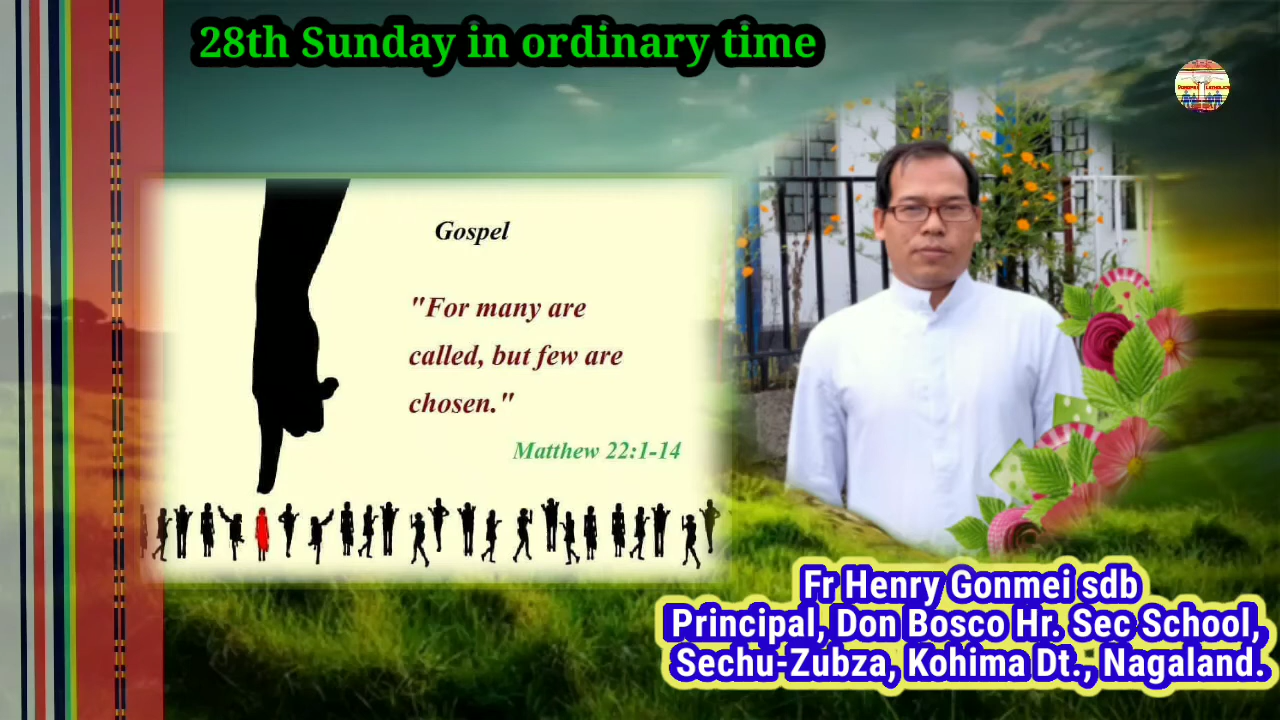 28th Sunday in ordinary time
Gospel
"For many are
called, but few are
chosen."
Matthew 22:1-14
Fr Henry Gonmei sdb
Principal, Don Bosco Hr. Sec School,
Sechu-Zubza, Kohima Dt., Nagaland.